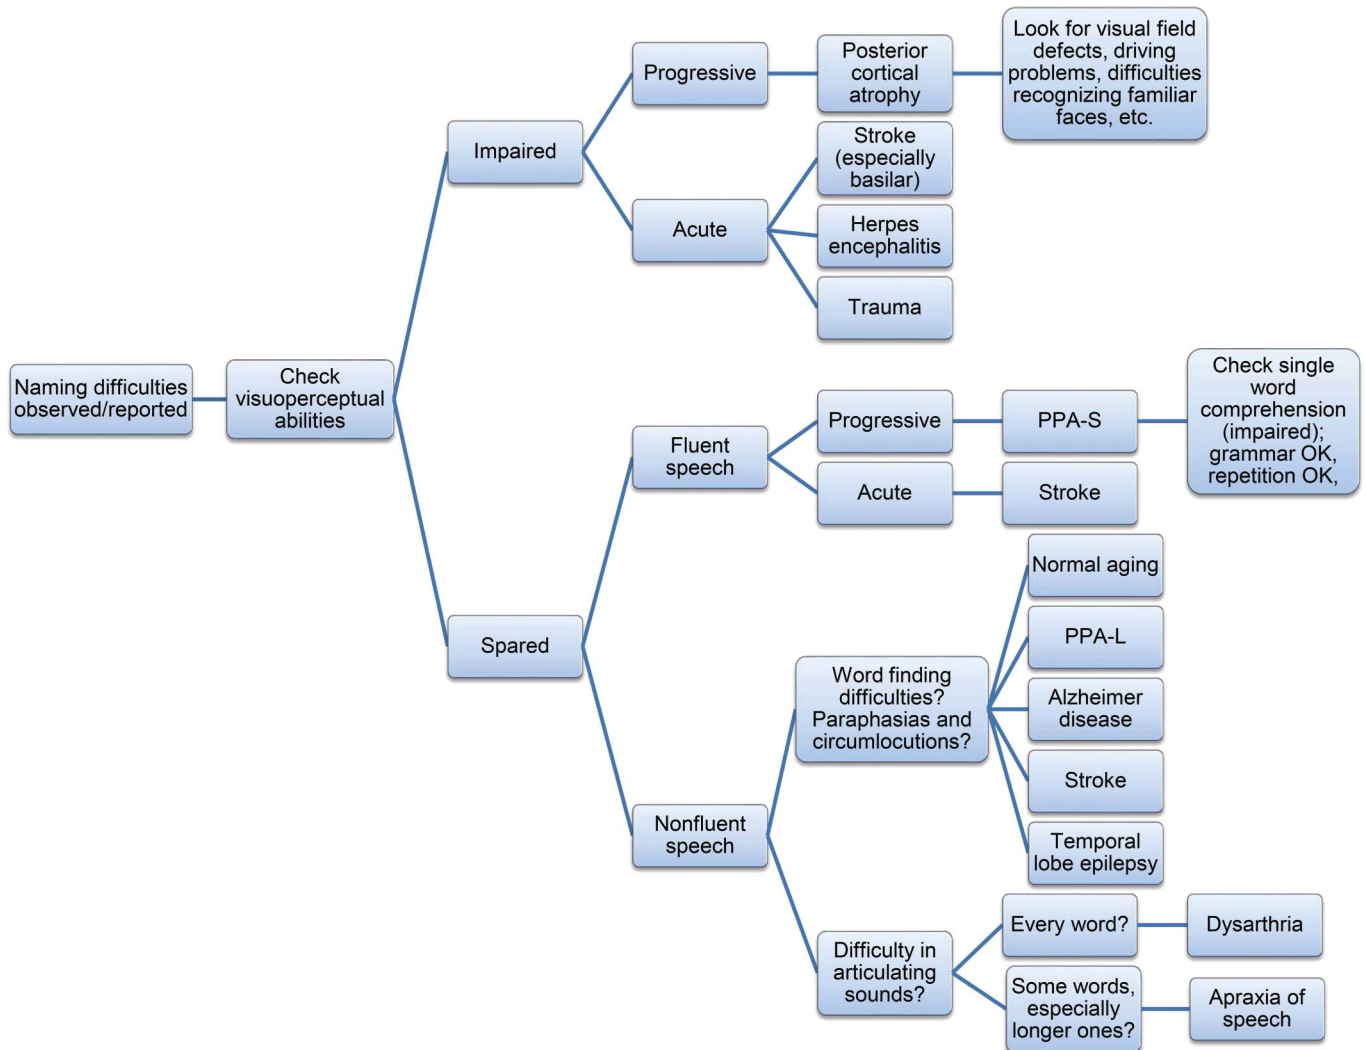 Naming difficulties
observed/reported
Check
visuoperceptual
abilities
Impaired
Progressive
Posterior
cortical
atrophy
Look for visual field
defects, driving
problems, difficulties
recognizing familiar
faces, etc.
Acute
Stroke
(especially
basilar)
Herpes
encephalitis
Trauma
Spared
Fluent
speech
Progressive
PPA-S
Check single
word
comprehension
(impaired);
grammar OK,
repetition OK,
Acute
Stroke
Nonfluent
speech
Word finding
difficulties?
Paraphasias and
circumlocutions?
Normal aging
PPA-L
Alzheimer
disease
Stroke
Temporal
lobe epilepsy
Difficulty in
articulating
sounds?
Every word?
Dysarthria
Some words,
especially
longer ones?
Apraxia of
speech